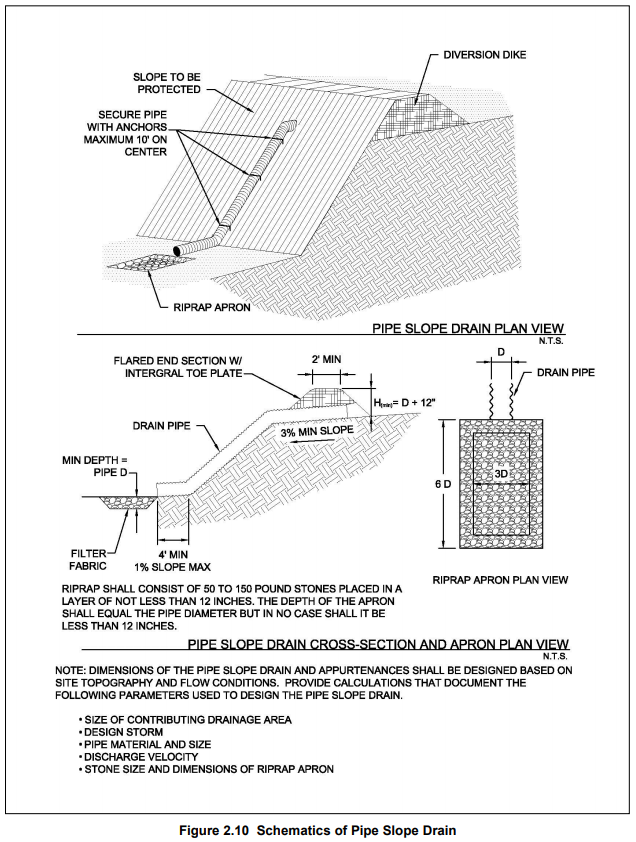 DIVERSION DIKE
SLOPE TO BE
PROTECTED
SECURE PIPE
WITH ANCHORS
MAXIMUM 10' ON
CENTER
RIPRAP APRON
PIPE SLOPE DRAIN PLAN VIEW
N.T.S.
FLARED END SECTION W/
INTERGRAL TOE PLATE
2' MIN
H(min)= D + 12"
DRAIN PIPE
3% MIN SLOPE
MIN DEPTH =
PIPE D
FILTER
FABRIC
4' MIN
1% SLOPE MAX
D
DRAIN PIPE
3D
6 D
RIPRAP APRON PLAN VIEW
RIPRAP SHALL CONSIST OF 50 TO 150 POUND STONES PLACED IN A
LAYER OF NOT LESS THAN 12 INCHES. THE DEPTH OF THE APRON
SHALL EQUAL THE PIPE DIAMETER BUT IN NO CASE SHALL IT BE
LESS THAN 12 INCHES.
PIPE SLOPE DRAIN CROSS-SECTION AND APRON PLAN VIEW
N.T.S.
NOTE: DIMENSIONS OF THE PIPE SLOPE DRAIN AND APPURTENANCES SHALL BE DESIGNED BASED ON
SITE TOPOGRAPHY AND FLOW CONDITIONS. PROVIDE CALCULATIONS THAT DOCUMENT THE
FOLLOWING PARAMETERS USED TO DESIGN THE PIPE SLOPE DRAIN.
• SIZE OF CONTRIBUTING DRAINAGE AREA
• DESIGN STORM
• PIPE MATERIAL AND SIZE
• DISCHARGE VELOCITY
• STONE SIZE AND DIMENSIONS OF RIPRAP APRON
Figure 2.10 Schematics of Pipe Slope Drain